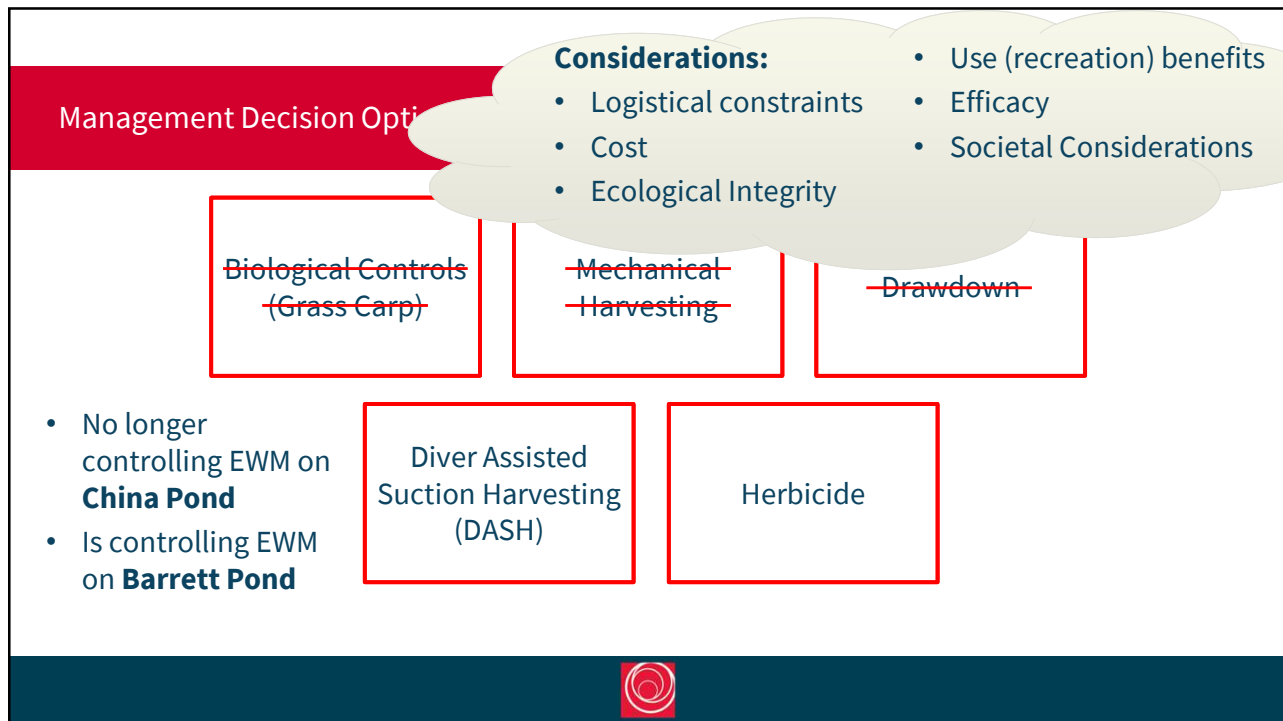 Management Decision Opti
Considerations:
• Logistical constraints
• Cost
• Ecological Integrity
• Use (recreation) benefits
• Efficacy
• Societal Considerations
Biological Controls
(Grass Carp)
Mechanical
Harvesting
Drawdown
• No longer
controlling EWM on
China Pond
• Is controlling EWM
on Barrett Pond
Diver Assisted
Suction Harvesting
(DASH)
Herbicide